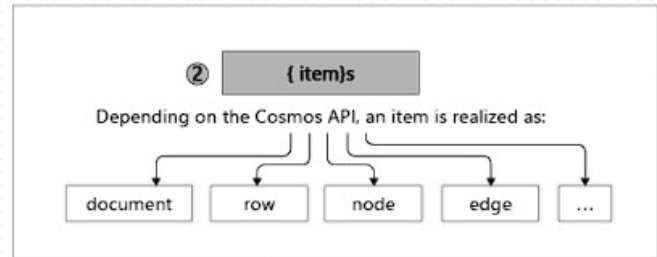 ② { item}s
Depending on the Cosmos API, an item is realized as:
document row node edge ...